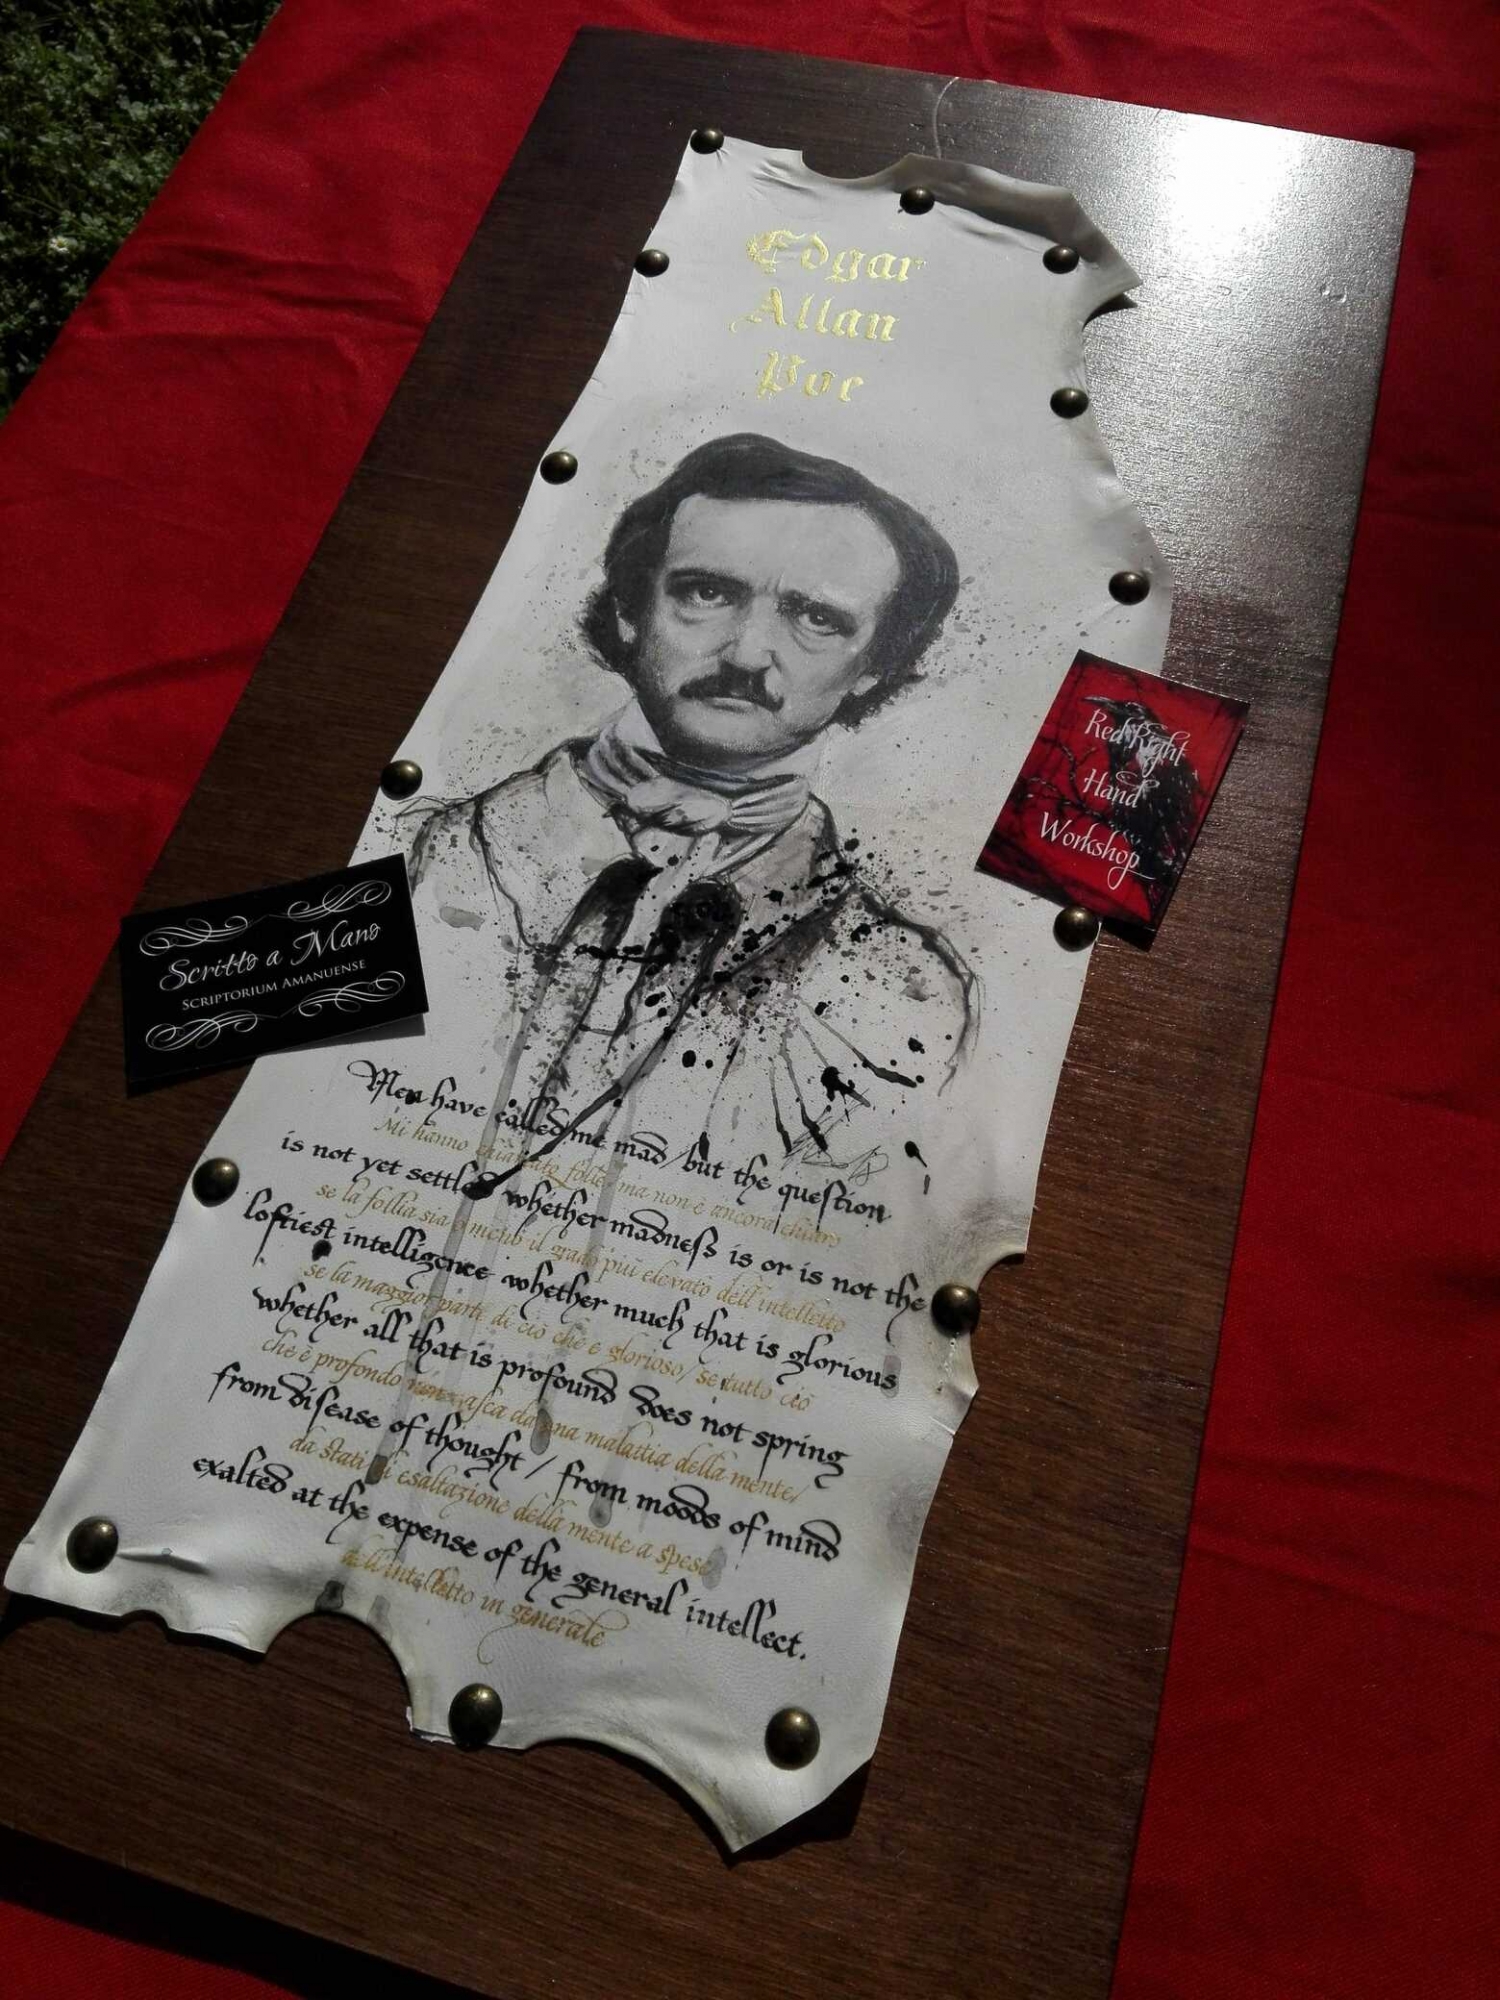 Edgar
Allan
Poe
Red Right
Hand
Workshop
Scritto a Mano
SCRIPTORIUM AMANUENSE
Men have called me mad / but the question
Mi hanno chiamato folle, ma non è ancora chiaro
is not yet settled whether madness is or is not the
se la follia sia o meno il grado più elevato dell'intelletto
loftiest intelligence whether much that is glorious
se la maggior parte di ciò che è glorioso, se tutto ciò
whether all that is profound does not spring
che è profondo non nasca da una malattia della mente,
from disease of thought / from moods of mind
da stati di esaltazione della mente a spese
exalted at the expense of the general intellect.
dell'intelletto in generale